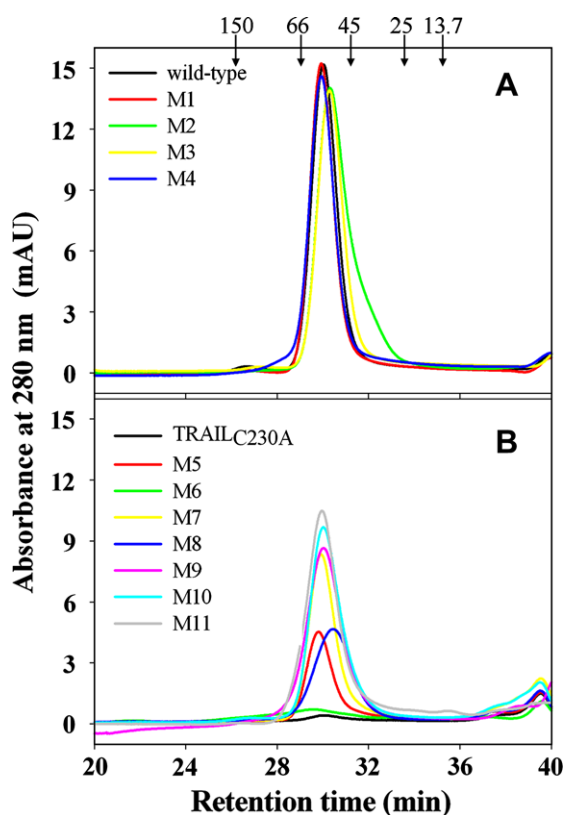 150 66 45 25 13.7
15
12
9
6
3
0
wild-type
M1
M2
M3
M4
A
Absorbance at 280 nm (mAU)
15
12
9
6
3
0
TRAILC230A
M5
M6
M7
M8
M9
M10
M11
B
20 24 28 32 36 40
Retention time (min)